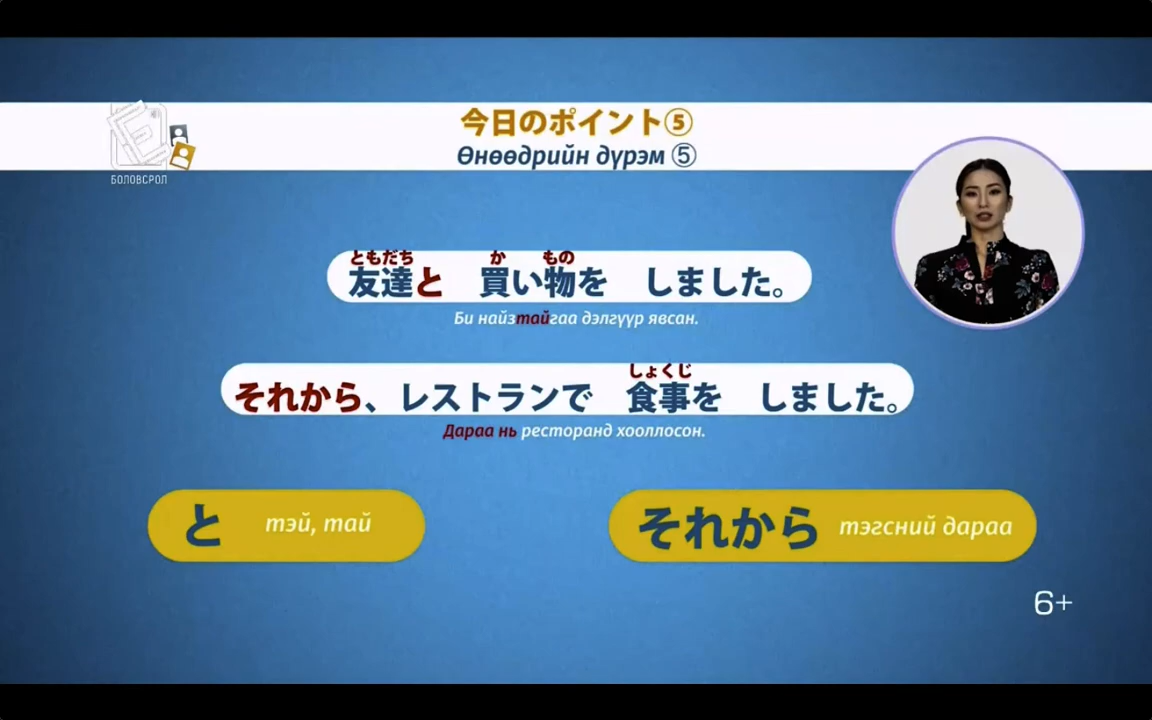 今日のポイント⑤
Өнөөдрийн дүрэм ⑤
БОЛОВСРОЛ
ともだち か もの
友達と 買い物を しました。
Би найзтайгаа дэлгүүр явсан.
しょくじ
それから、レストランで 食事を しました。
Дараа нь ресторанд хооллосон.
と тэй, тай
それから тэгсний дараа
6+